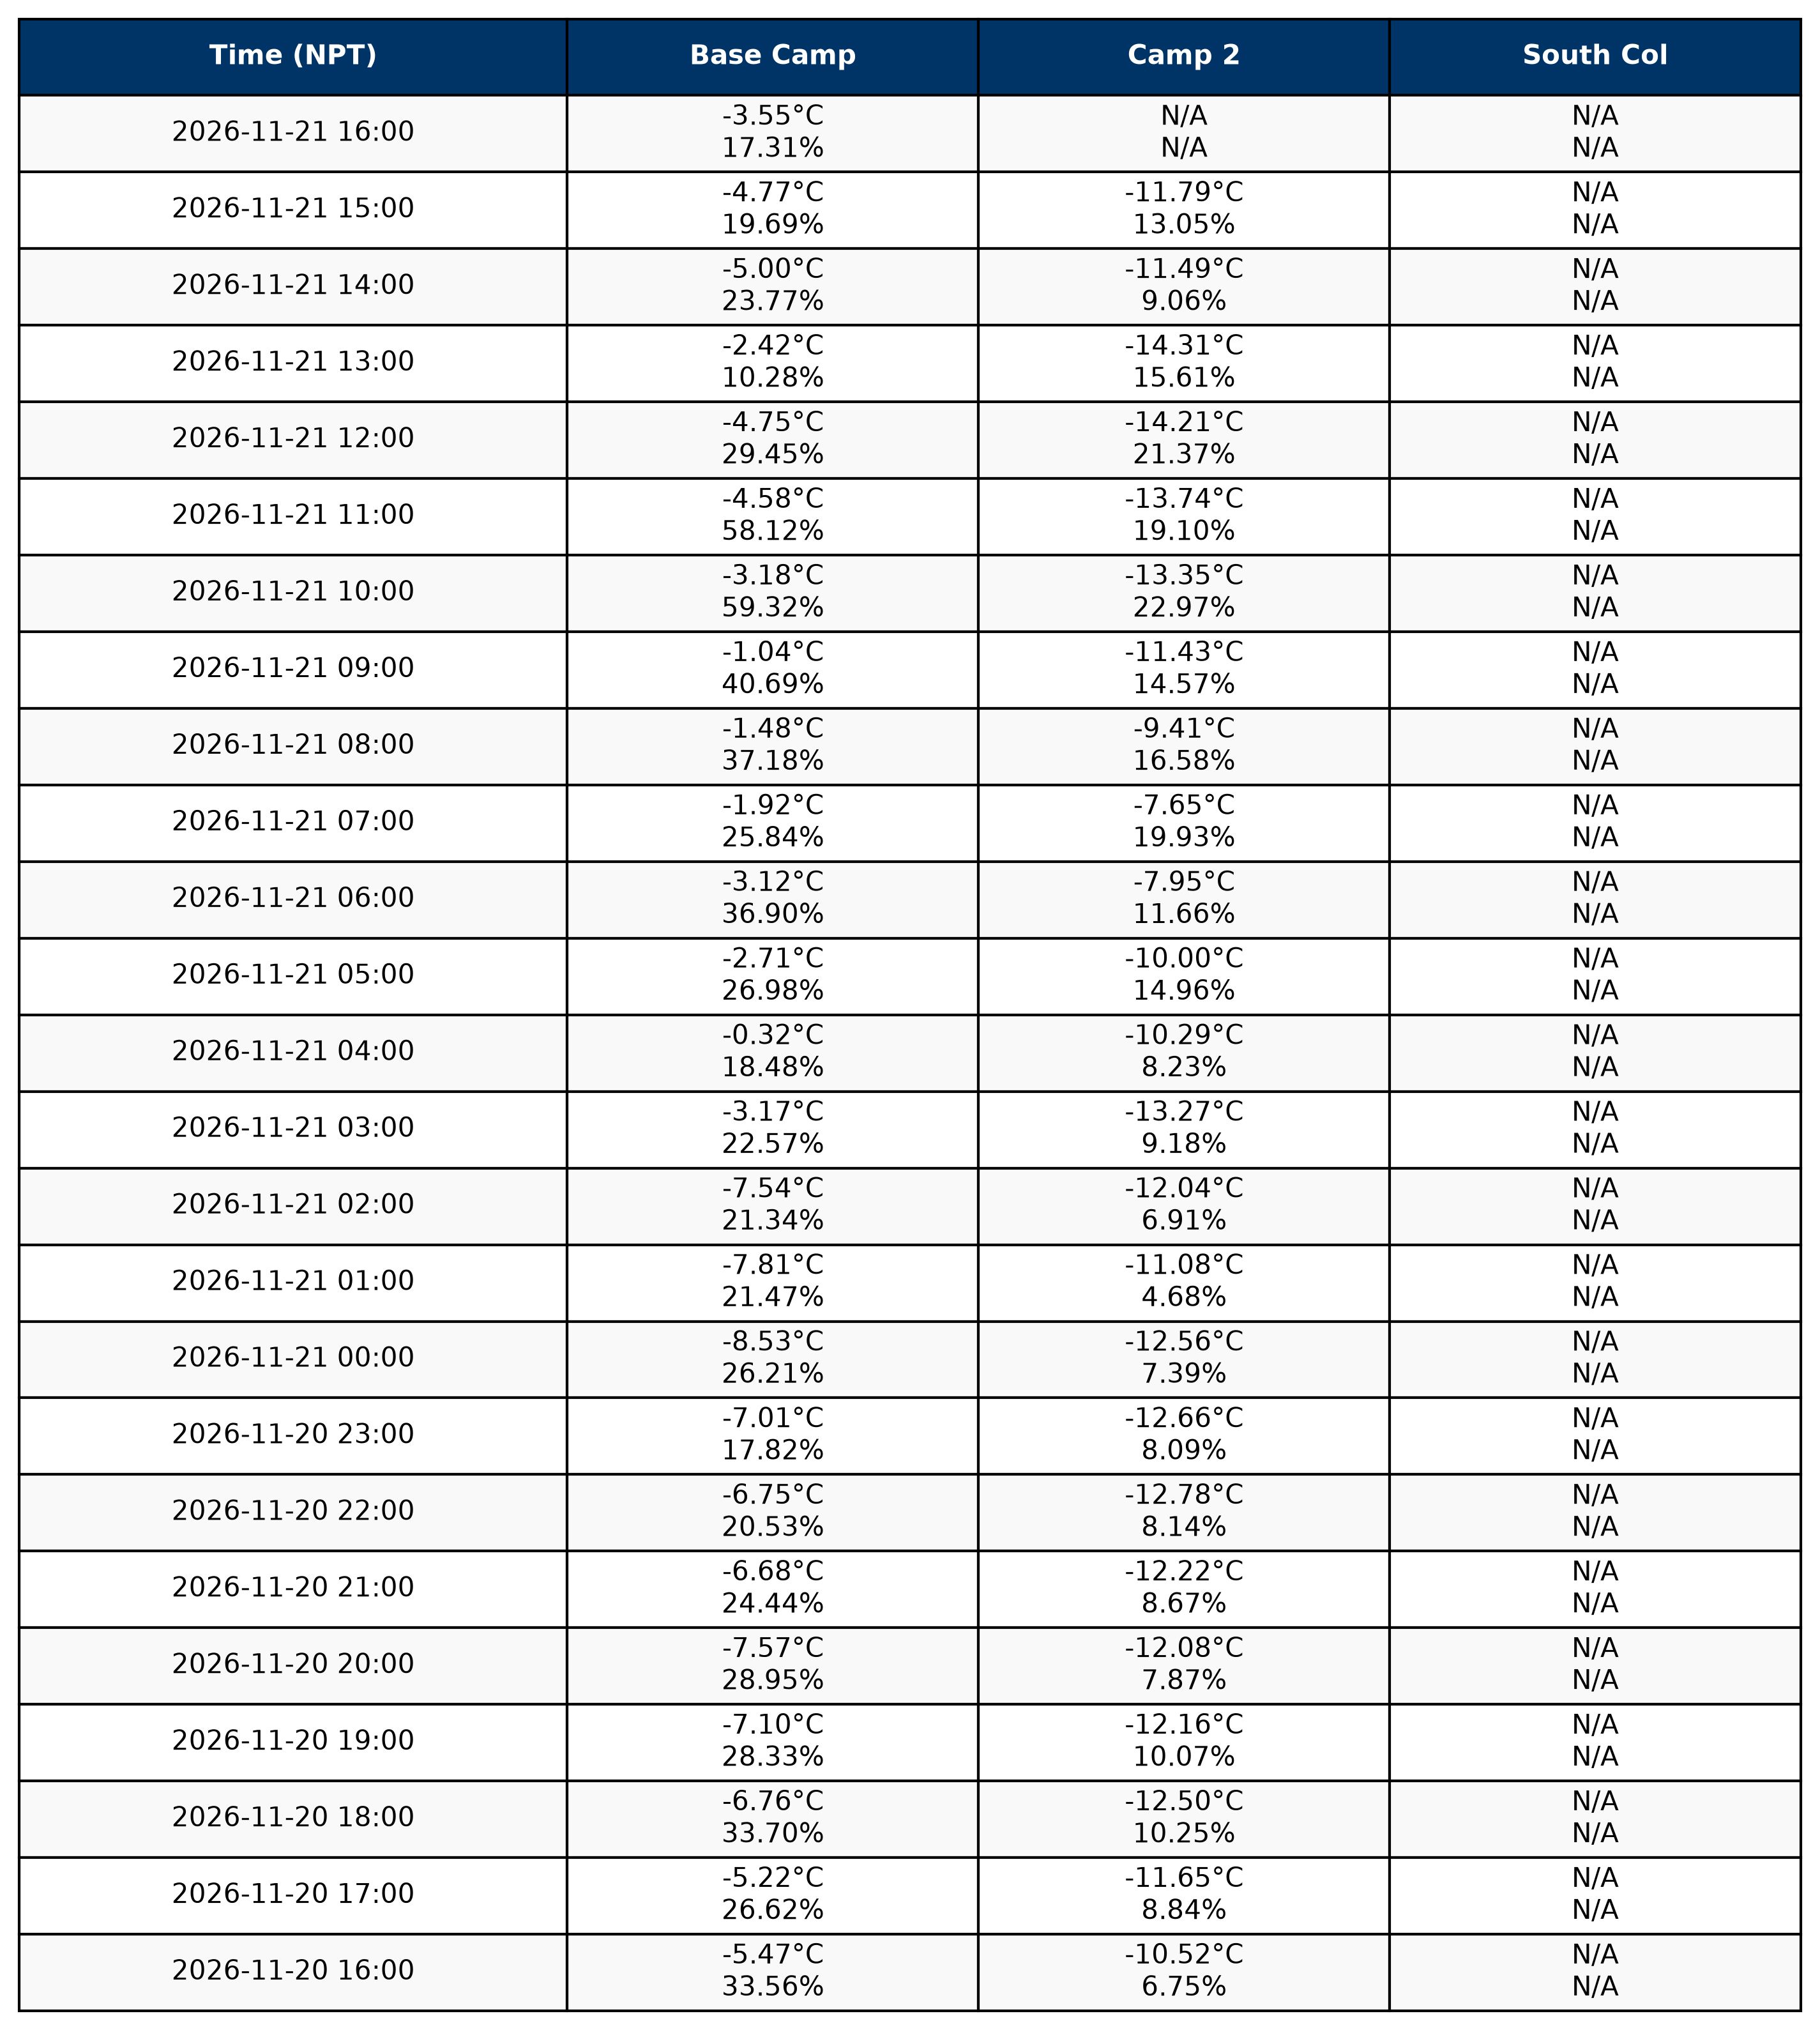 Time (NPT) Base Camp Camp 2 South Col
2026-11-21 16:00 -3.55°C N/A N/A
17.31% N/A N/A
2026-11-21 15:00 -4.77°C -11.79°C N/A
19.69% 13.05% N/A
2026-11-21 14:00 -5.00°C -11.49°C N/A
23.77% 9.06% N/A
2026-11-21 13:00 -2.42°C -14.31°C N/A
10.28% 15.61% N/A
2026-11-21 12:00 -4.75°C -14.21°C N/A
29.45% 21.37% N/A
2026-11-21 11:00 -4.58°C -13.74°C N/A
58.12% 19.10% N/A
2026-11-21 10:00 -3.18°C -13.35°C N/A
59.32% 22.97% N/A
2026-11-21 09:00 -1.04°C -11.43°C N/A
40.69% 14.57% N/A
2026-11-21 08:00 -1.48°C -9.41°C N/A
37.18% 16.58% N/A
2026-11-21 07:00 -1.92°C -7.65°C N/A
25.84% 19.93% N/A
2026-11-21 06:00 -3.12°C -7.95°C N/A
36.90% 11.66% N/A
2026-11-21 05:00 -2.71°C -10.00°C N/A
26.98% 14.96% N/A
2026-11-21 04:00 -0.32°C -10.29°C N/A
18.48% 8.23% N/A
2026-11-21 03:00 -3.17°C -13.27°C N/A
22.57% 9.18% N/A
2026-11-21 02:00 -7.54°C -12.04°C N/A
21.34% 6.91% N/A
2026-11-21 01:00 -7.81°C -11.08°C N/A
21.47% 4.68% N/A
2026-11-21 00:00 -8.53°C -12.56°C N/A
26.21% 7.39% N/A
2026-11-20 23:00 -7.01°C -12.66°C N/A
17.82% 8.09% N/A
2026-11-20 22:00 -6.75°C -12.78°C N/A
20.53% 8.14% N/A
2026-11-20 21:00 -6.68°C -12.22°C N/A
24.44% 8.67% N/A
2026-11-20 20:00 -7.57°C -12.08°C N/A
28.95% 7.87% N/A
2026-11-20 19:00 -7.10°C -12.16°C N/A
28.33% 10.07% N/A
2026-11-20 18:00 -6.76°C -12.50°C N/A
33.70% 10.25% N/A
2026-11-20 17:00 -5.22°C -11.65°C N/A
26.62% 8.84% N/A
2026-11-20 16:00 -5.47°C -10.52°C N/A
33.56% 6.75% N/A